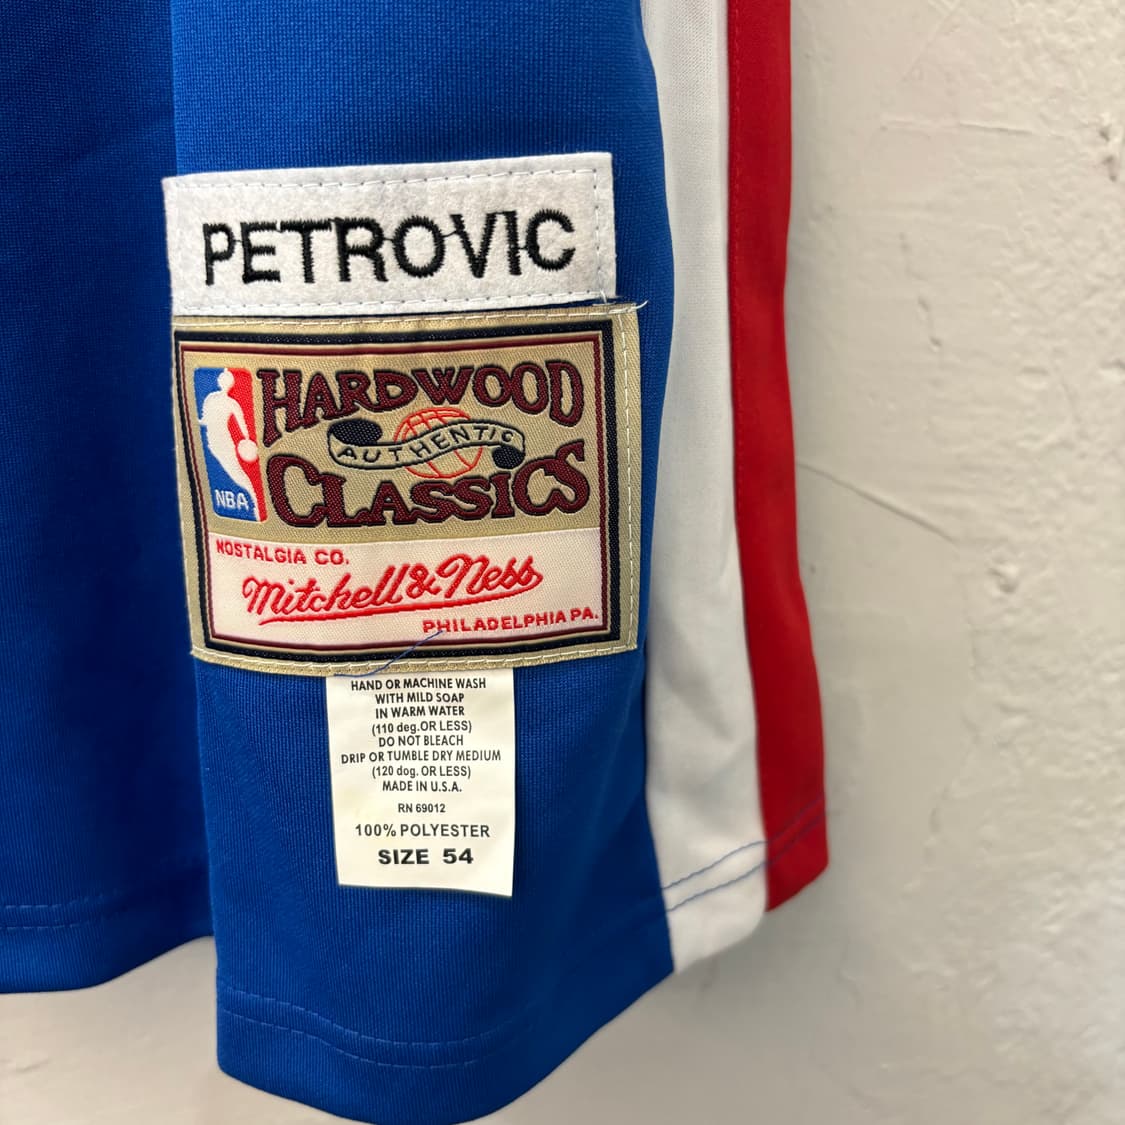 PETROVIC
HARDWOOD
AUTHENTIC
CLASSICS
NBA
NOSTALGIA CO.
Mitchell & Ness
PHILADELPHIA PA.
HAND OR MACHINE WASH
WITH MILD SOAP
IN WARM WATER
(110 deg.OR LESS)
DO NOT BLEACH
DRIP OR TUMBLE DRY MEDIUM
(120 dog. OR LESS)
MADE IN U.S.A.
RN 69012
100% POLYESTER
SIZE 54